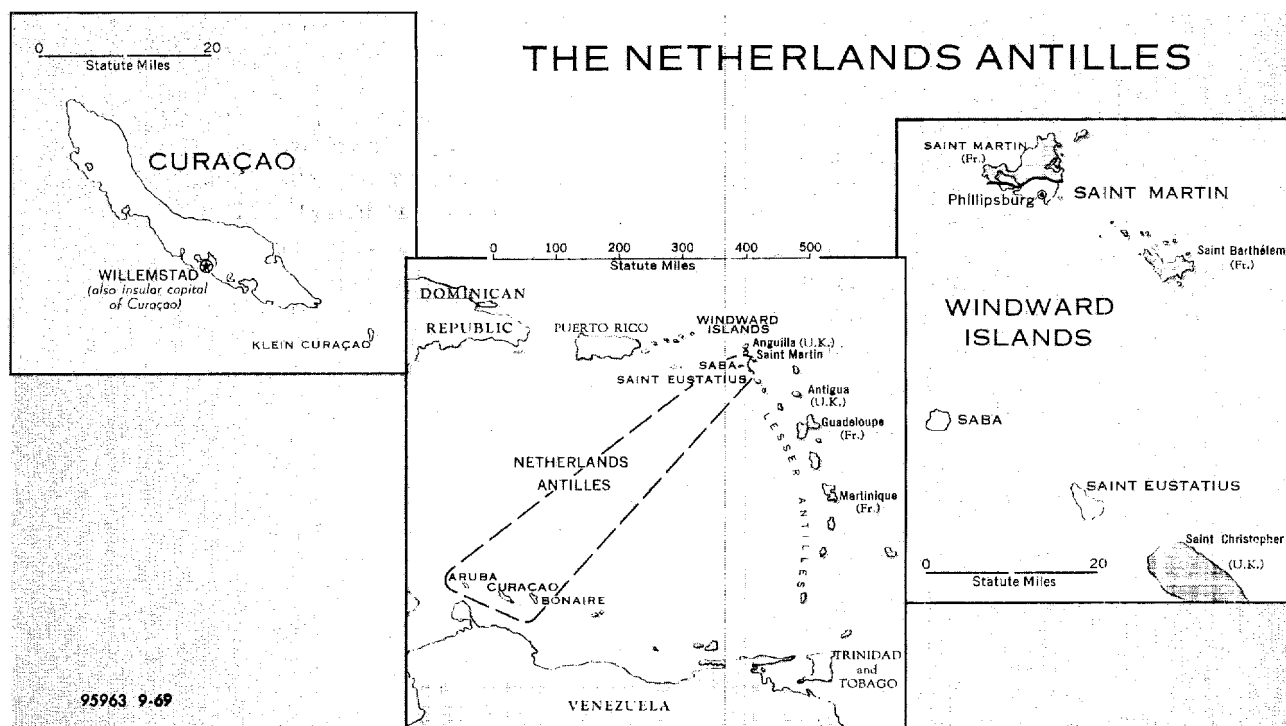 THE NETHERLANDS ANTILLES
0 20
Statute Miles
CURAÇAO
WILLEMSTAD
(also insular capital
of Curaçao)
KLEIN CURAÇAO
95963 9-69
0 100 200 300 400 500
Statute Miles
DOMINICAN
REPUBLIC
PUERTO RICO
WINDWARD
ISLANDS
Anguilla (U.K.)
Saint Martin
SABA
SAINT EUSTATIUS
Antigua
(U.K.)
Guadeloupe
(Fr.)
LESSER ANTILLES
NETHERLANDS
ANTILLES
Martinique
(Fr.)
ARUBA
CURAÇAO
BONAIRE
TRINIDAD
and
TOBAGO
VENEZUELA
SAINT MARTIN
(Fr.)
SAINT MARTIN
Phillipsburg
Saint Barthélem
(Fr.)
WINDWARD
ISLANDS
SABA
SAINT EUSTATIUS
Saint Christopher
(U.K.)
0 20
Statute Miles